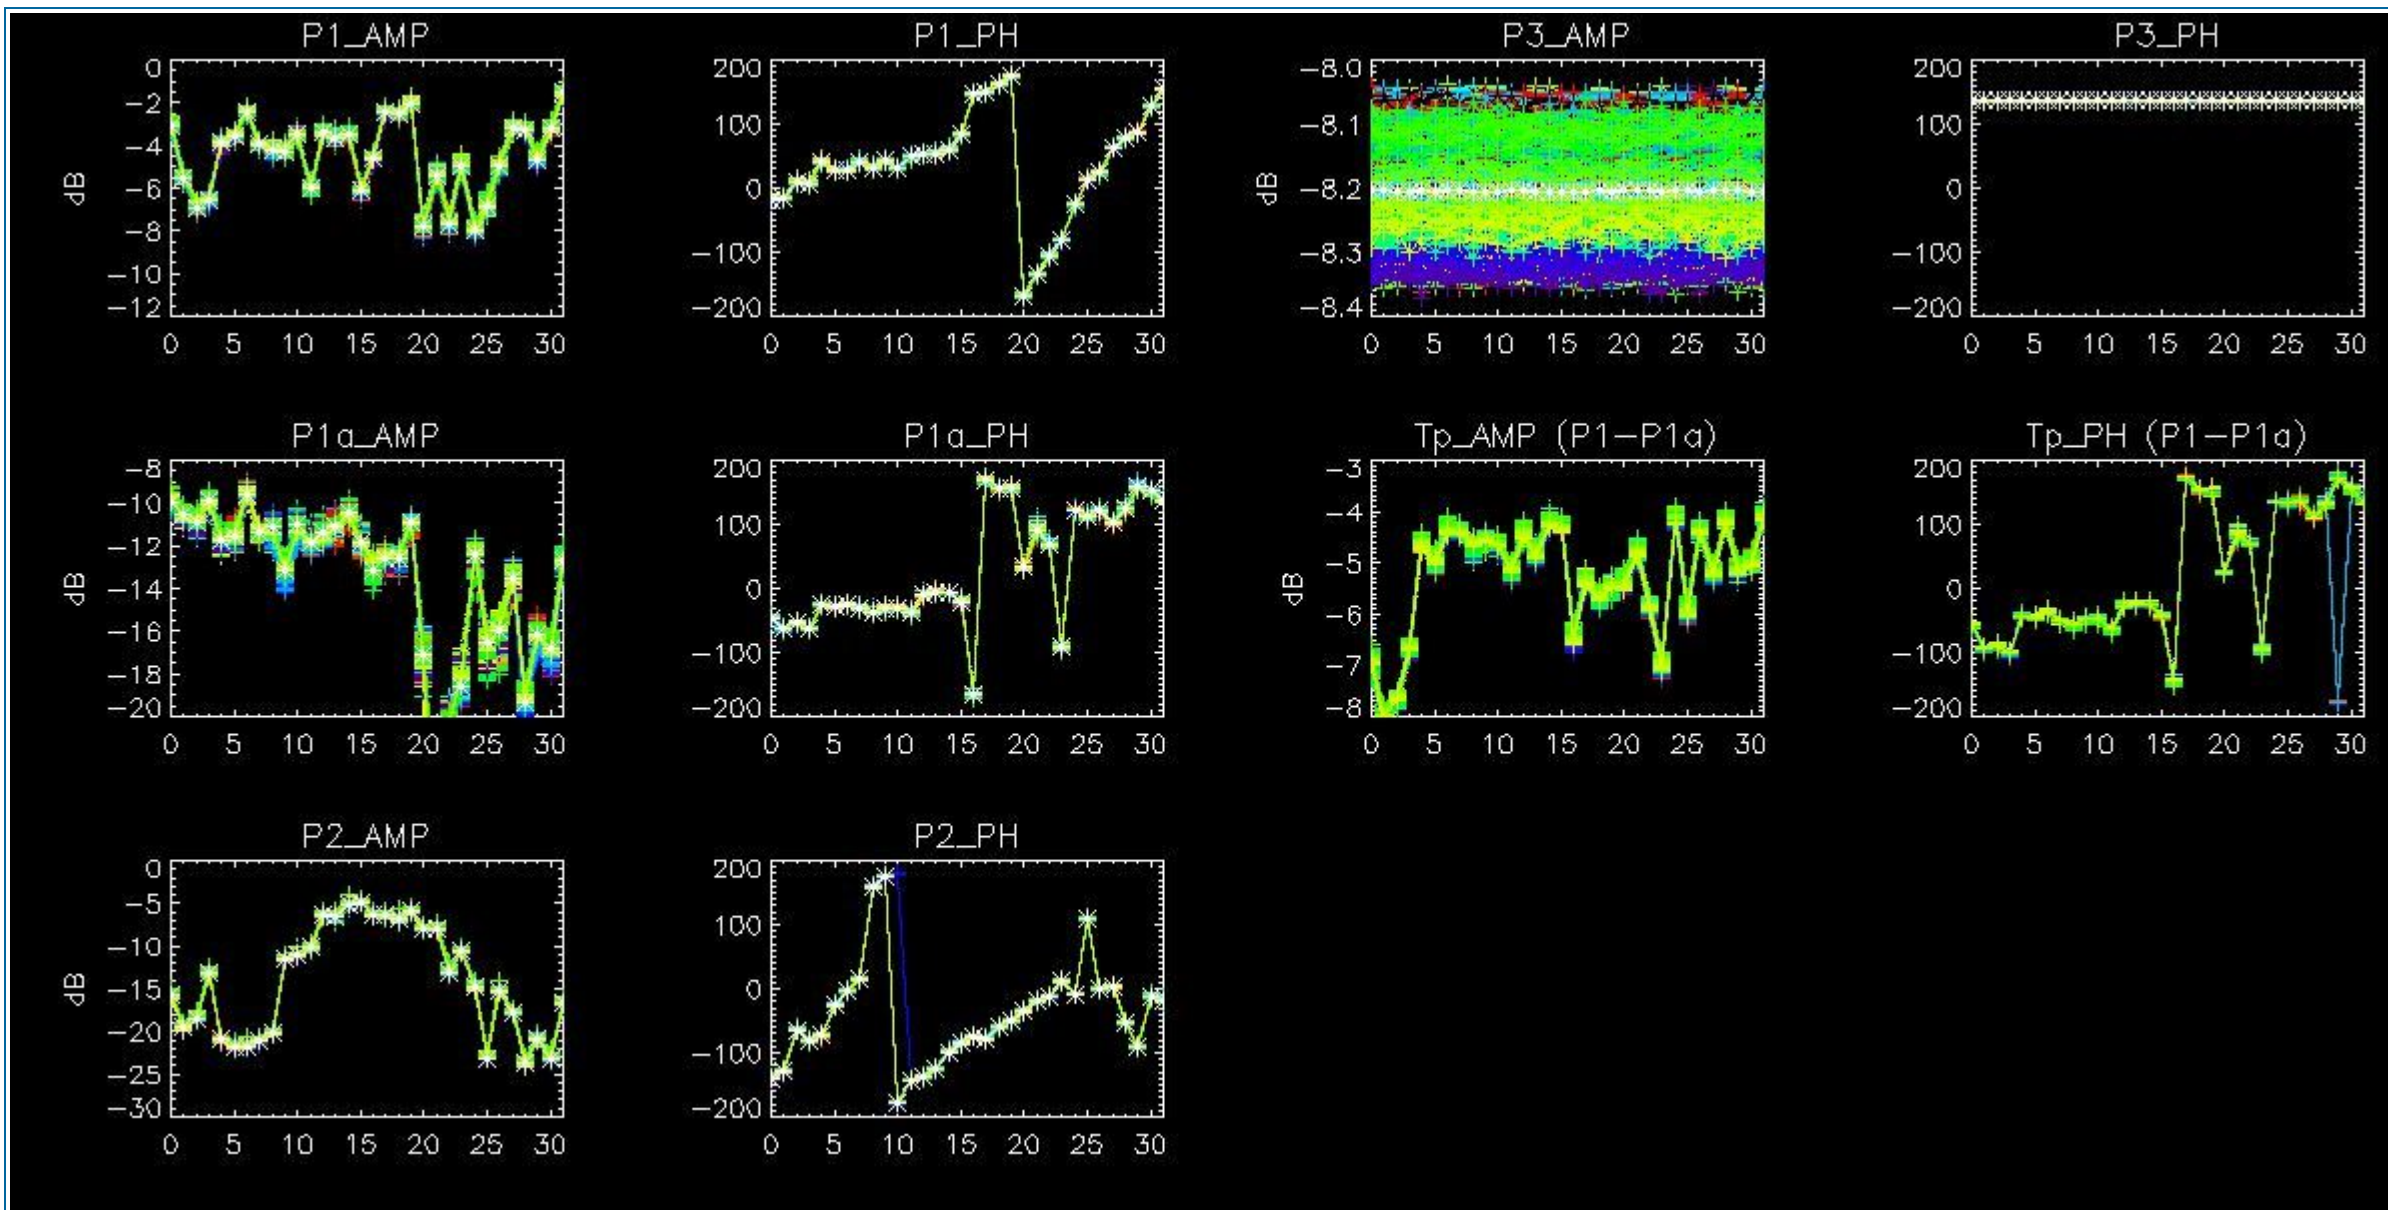 P1_AMP P1_PH P3_AMP P3_PH
0 200 -8.0 200
-2 100 -8.1 100
-4 0 -8.2 0
-6 -100 -8.3 -100
-8 -200 -8.4 -200
-10
-12
dB dB
0 5 10 15 20 25 30 0 5 10 15 20 25 30 0 5 10 15 20 25 30 0 5 10 15 20 25 30
P1a_AMP P1a_PH Tp_AMP (P1-P1a) Tp_PH (P1-P1a)
-8 200 -3 200
-10 100 -4 100
-12 0 -5 0
-14 -100 -6 -100
-16 -200 -7 -200
-18 -8
-20
dB dB
0 5 10 15 20 25 30 0 5 10 15 20 25 30 0 5 10 15 20 25 30 0 5 10 15 20 25 30
P2_AMP P2_PH
0 200
-5 100
-10 0
-15 -100
-20 -200
-25
-30
dB
0 5 10 15 20 25 30 0 5 10 15 20 25 30